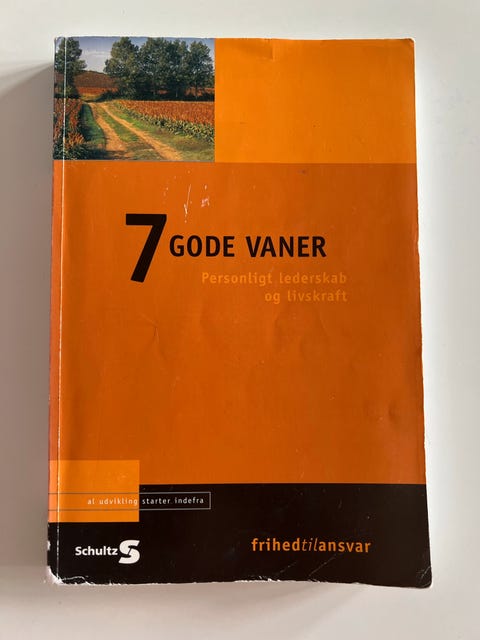 7 GODE VANER
Personligt lederskab
og livskraft
al udvikling starter indefra
Schultz
frihedtilansvar